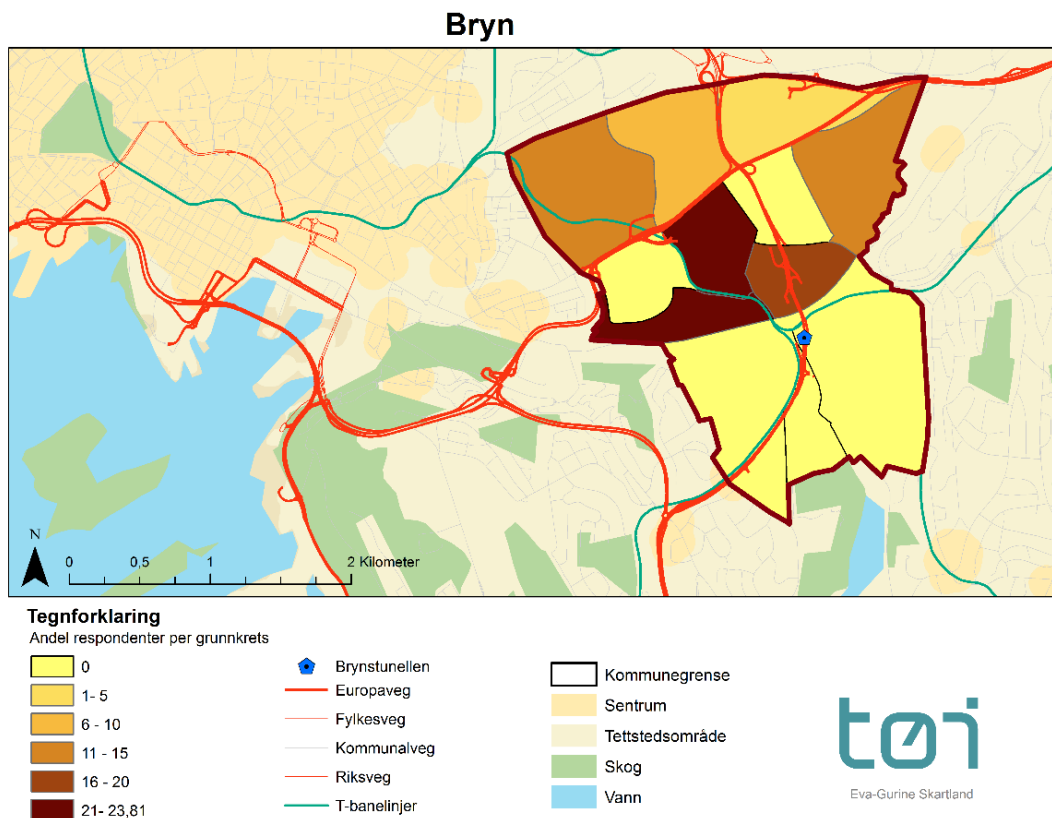 Bryn
N
0 0,5 1 2 Kilometer
Tegnforklaring
Andel respondenter per grunnkrets
0
1- 5
6 - 10
11 - 15
16 - 20
21- 23,81
Brynstunellen
Europaveg
Fylkesveg
Kommunalveg
Riksveg
T-banelinjer
Kommunegrense
Sentrum
Tettstedsområde
Skog
Vann
tøi
Eva-Gurine Skartland